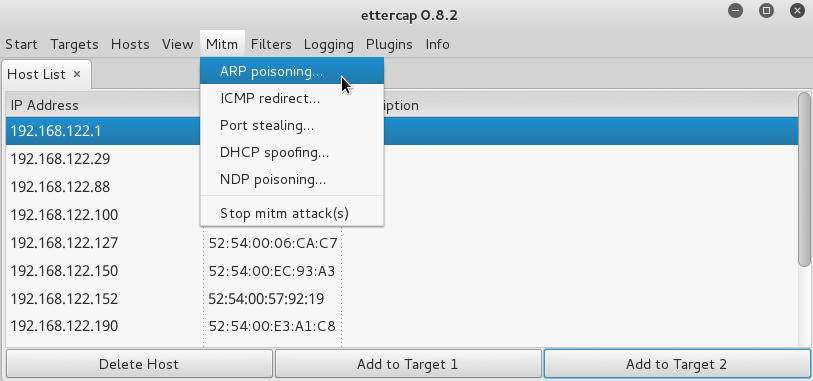 ettercap 0.8.2
Start Targets Hosts View Mitm Filters Logging Plugins Info
Host List ×
ARP poisoning...
ICMP redirect...
Port stealing...
DHCP spoofing...
NDP poisoning...
Stop mitm attack(s)
IP Address iption
192.168.122.1
192.168.122.29
192.168.122.88
192.168.122.100
192.168.122.127 52:54:00:06:CA:C7
192.168.122.150 52:54:00:EC:93:A3
192.168.122.152 52:54:00:57:92:19
192.168.122.190 52:54:00:E3:A1:C8
Delete Host Add to Target 1 Add to Target 2